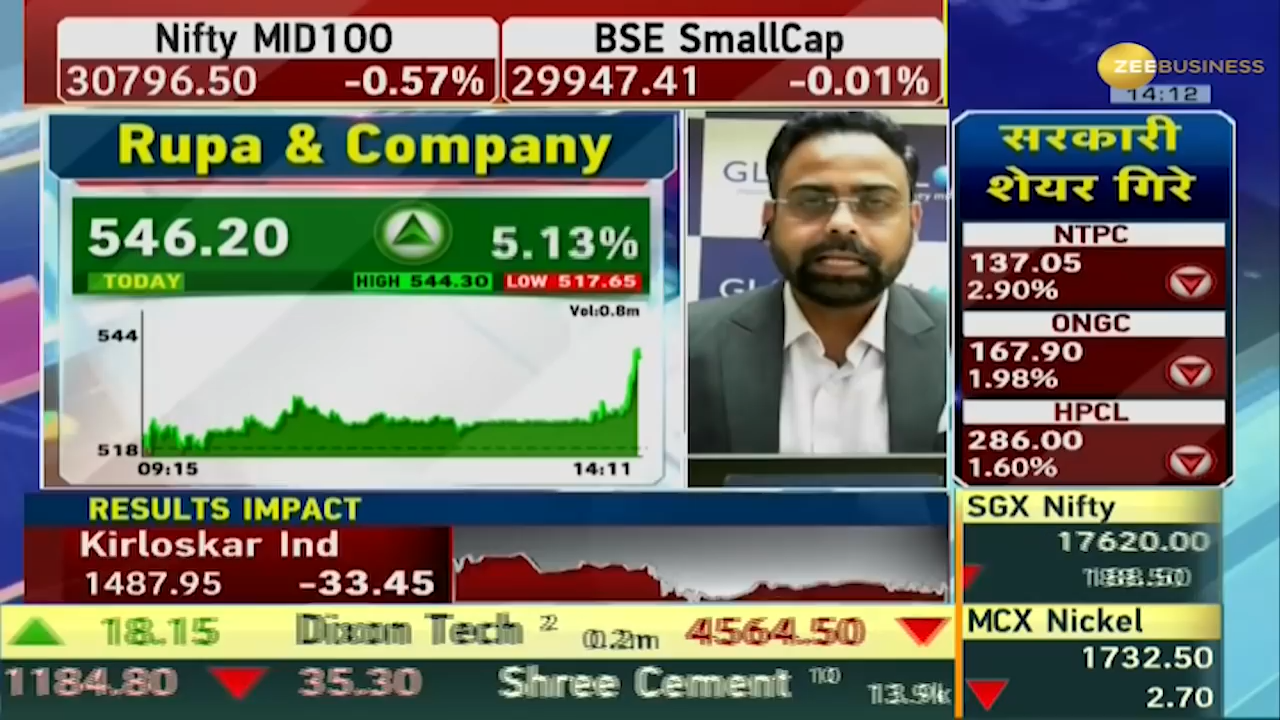 Nifty MID100
30796.50 -0.57%
BSE SmallCap
29947.41 -0.01%
ZEEBUSINESS
14:12
Rupa & Company
546.20 5.13%
TODAY HIGH 544.30 LOW 517.65
Vol:0.8m
544
518
09:15 14:11
GL
GL
सरकारी
शेयर गिरे
NTPC
137.05
2.90%
ONGC
167.90
1.98%
HPCL
286.00
1.60%
RESULTS IMPACT
Kirloskar Ind
1487.95 -33.45
SGX Nifty
17620.00
MCX Nickel
1732.50
2.70
18.15 Dixon Tech 0.2m 4564.50
1184.80 35.30 Shree Cement